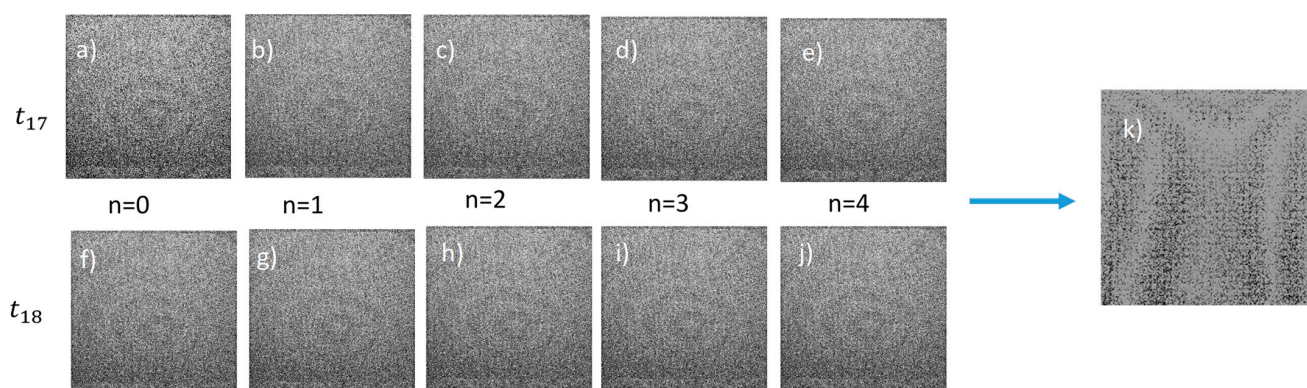 a) b) c) d) e)
t₁₇
k)
n=0 n=1 n=2 n=3 n=4
f) g) h) i) j)
t₁₈